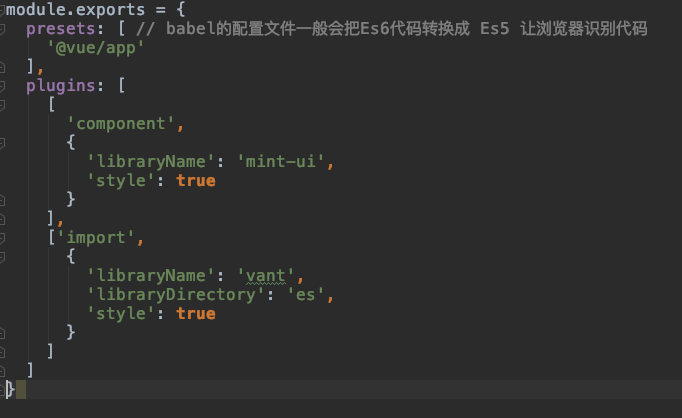 module.exports = {
  presets: [ // babel的配置文件一般会把Es6代码转换成 Es5 让浏览器识别代码
    '@vue/app'
  ],
  plugins: [
    [
      'component',
      {
        'libraryName': 'mint-ui',
        'style': true
      }
    ],
    ['import',
      {
        'libraryName': 'vant',
        'libraryDirectory': 'es',
        'style': true
      }
    ]
  ]
}